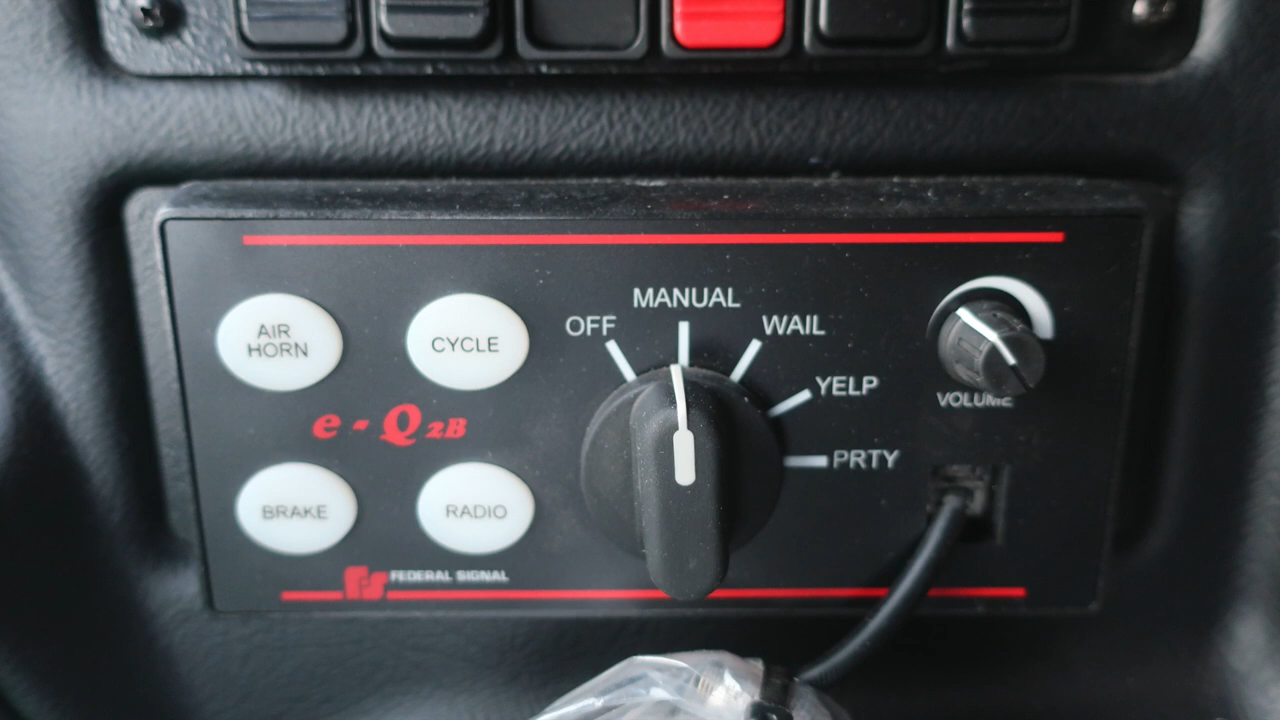 MANUAL
OFF
WAIL
AIR
HORN
CYCLE
YELP
VOLUME
e-Q2B
PRTY
BRAKE
RADIO
FEDERAL SIGNAL